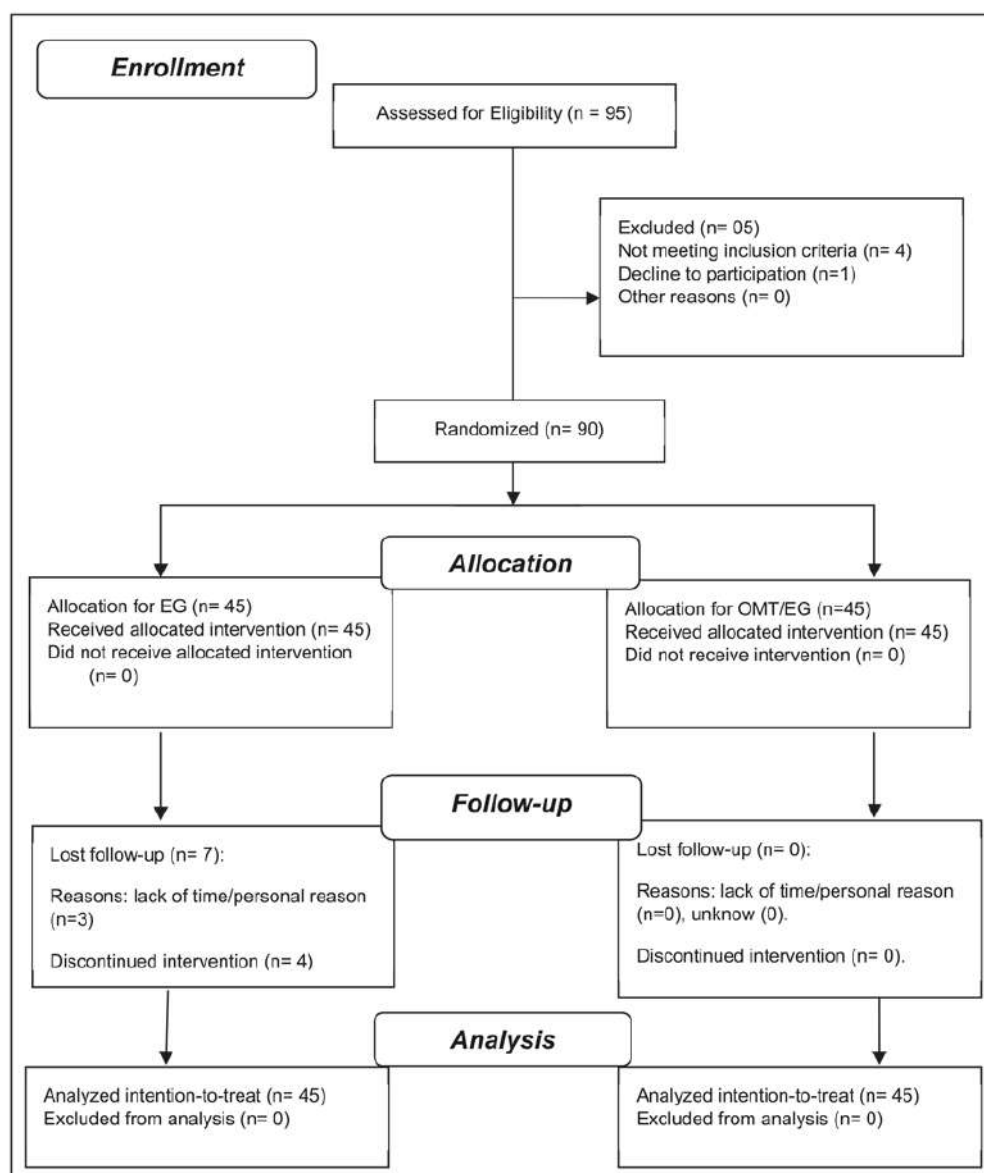 Enrollment
Assessed for Eligibility (n = 95)
Excluded (n= 05)
Not meeting inclusion criteria (n= 4)
Decline to participation (n=1)
Other reasons (n= 0)
Randomized (n= 90)
Allocation
Allocation for EG (n= 45)
Received allocated intervention (n= 45)
Did not receive allocated intervention
(n= 0)
Allocation for OMT/EG (n=45)
Received allocated intervention (n= 45)
Did not receive intervention (n= 0)
Follow-up
Lost follow-up (n= 7):
Reasons: lack of time/personal reason
(n=3)
Discontinued intervention (n= 4)
Lost follow-up (n= 0):
Reasons: lack of time/personal reason
(n=0), unknow (0).
Discontinued intervention (n= 0).
Analysis
Analyzed intention-to-treat (n= 45)
Excluded from analysis (n= 0)
Analyzed intention-to-treat (n= 45)
Excluded from analysis (n= 0)